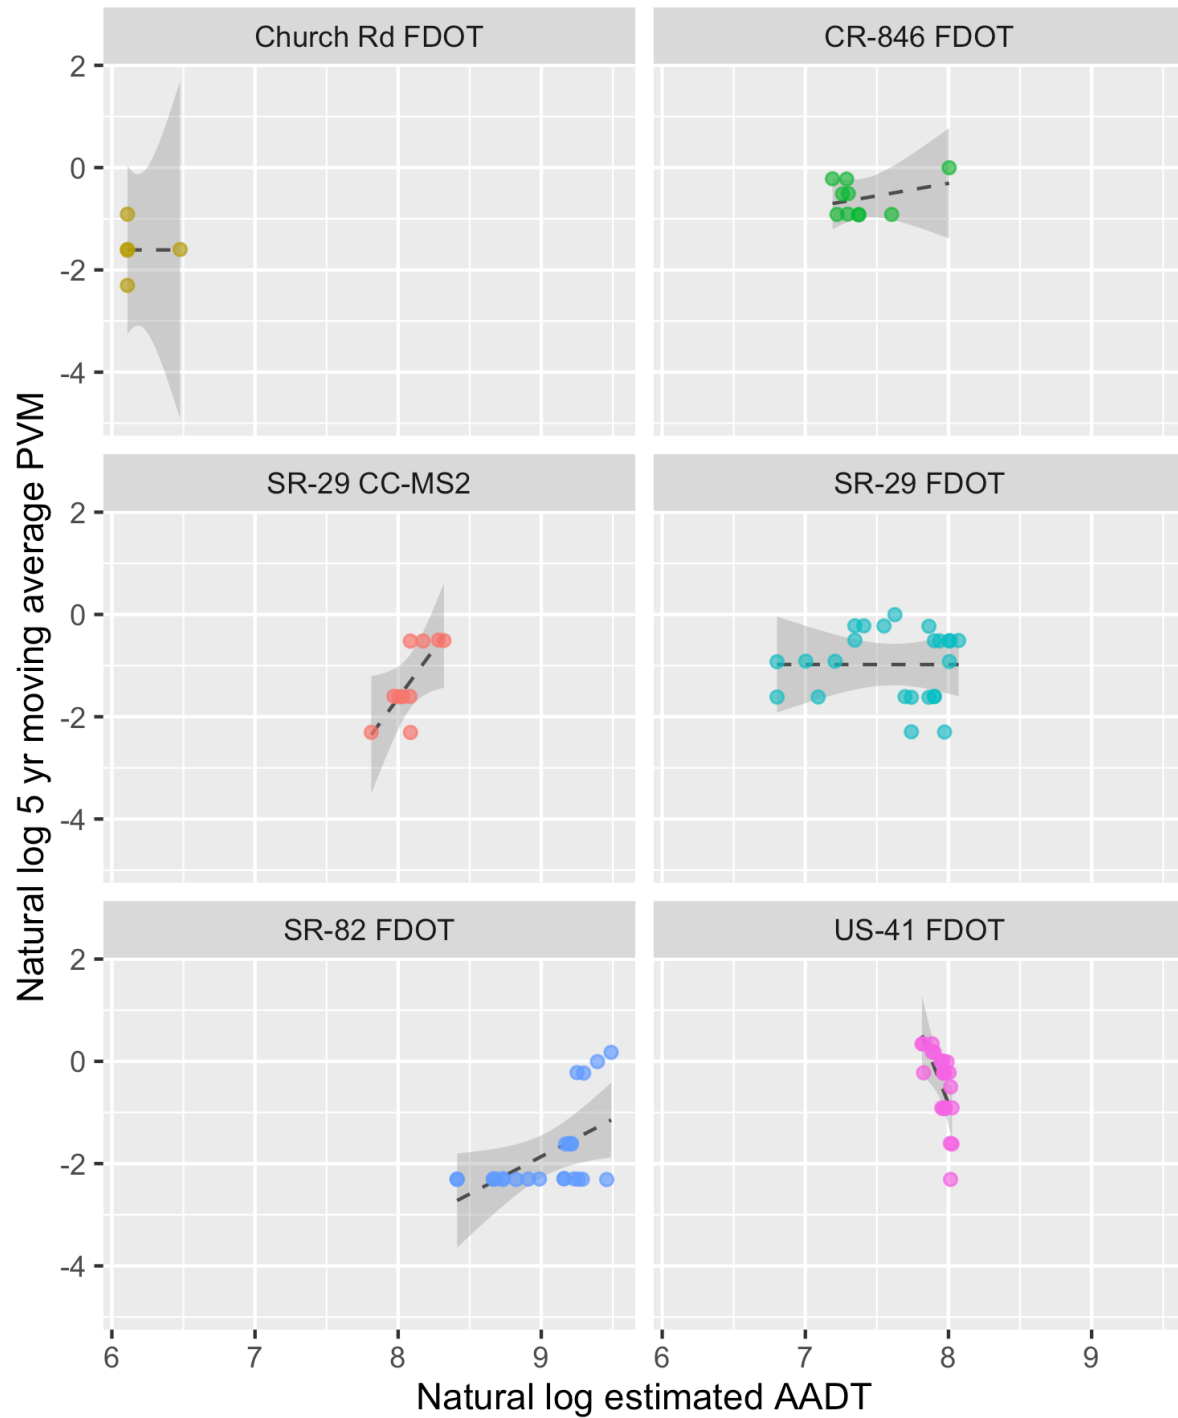 Church Rd FDOT
CR-846 FDOT
2
0
-2
-4
SR-29 CC-MS2
SR-29 FDOT
2
0
-2
-4
SR-82 FDOT
US-41 FDOT
2
0
-2
-4
6 7 8 9
6 7 8 9
Natural log estimated AADT
Natural log 5 yr moving average PVM